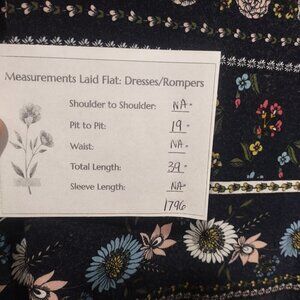 Measurements Laid Flat: Dresses/Rompers
Shoulder to Shoulder: NA"
Pit to Pit: 19"
Waist: NA"
Total Length: 39"
Sleeve Length: NA"
1796